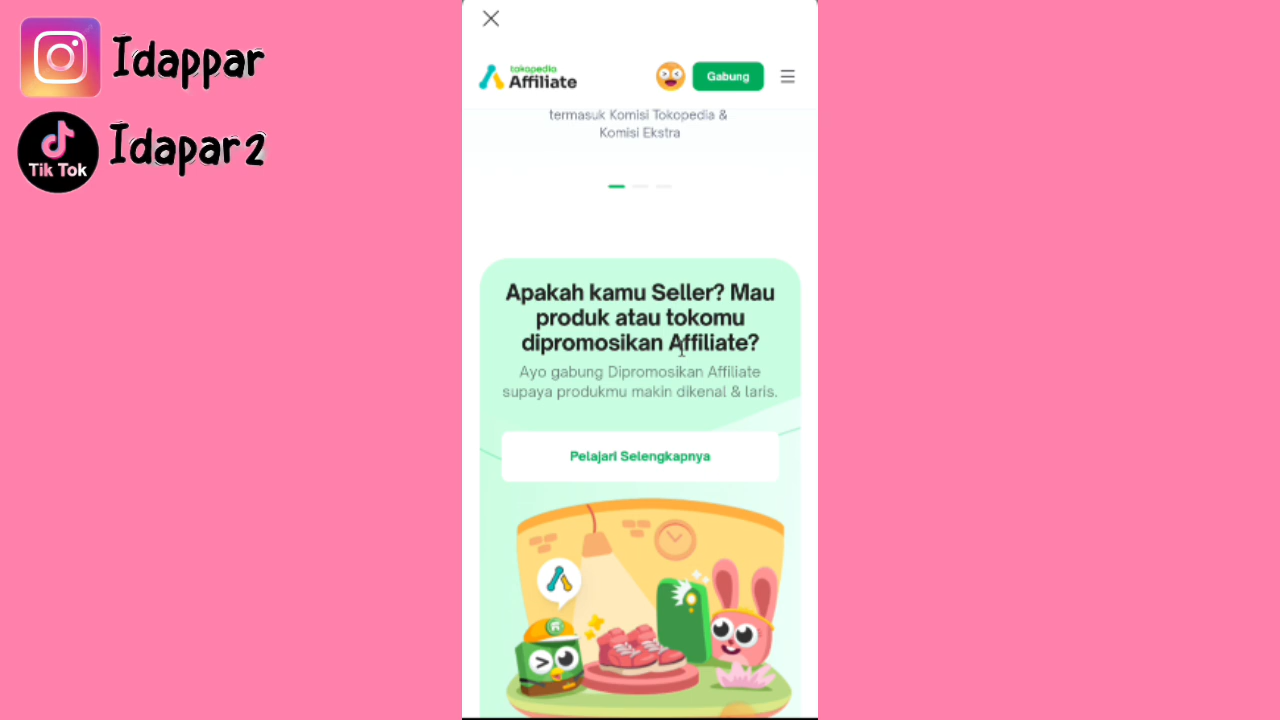 Idappar
Tik Tok
Idapar2
tokopedia
Affiliate
Gabung
termasuk Komisi Tokopedia &
Komisi Ekstra
Apakah kamu Seller? Mau
produk atau tokomu
dipromosikan Affiliate?
Ayo gabung Dipromosikan Affiliate
supaya produkmu makin dikenal & laris.
Pelajari Selengkapnya